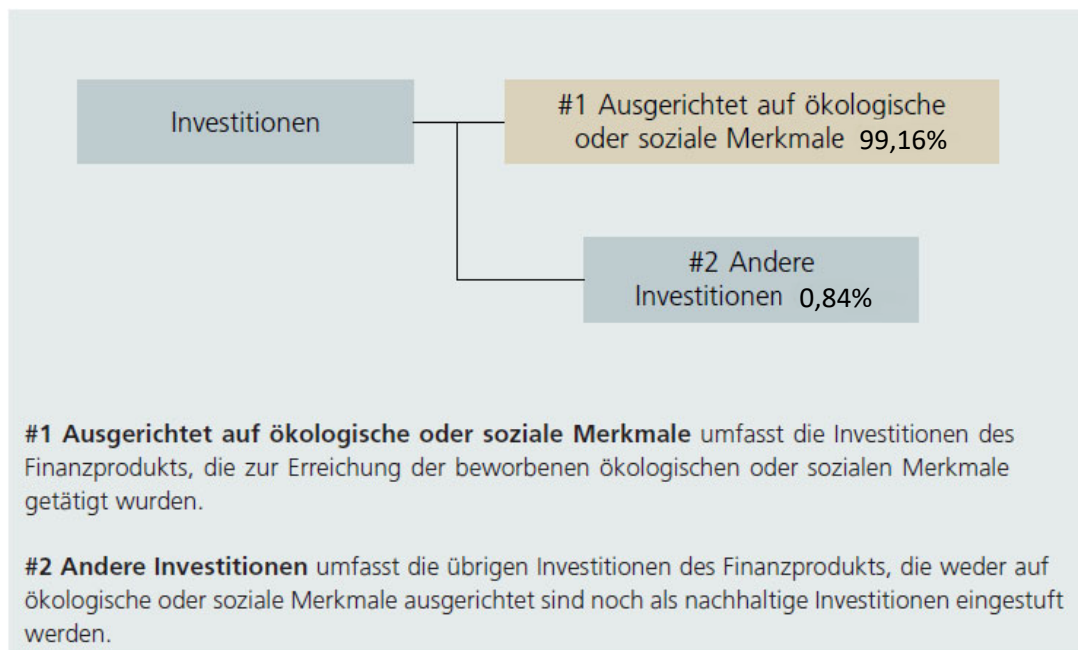 Investitionen
#1 Ausgerichtet auf ökologische
oder soziale Merkmale 99,16%
#2 Andere
Investitionen 0,84%
#1 Ausgerichtet auf ökologische oder soziale Merkmale umfasst die Investitionen des
Finanzprodukts, die zur Erreichung der beworbenen ökologischen oder sozialen Merkmale
getätigt wurden.
#2 Andere Investitionen umfasst die übrigen Investitionen des Finanzprodukts, die weder auf
ökologische oder soziale Merkmale ausgerichtet sind noch als nachhaltige Investitionen eingestuft
werden.